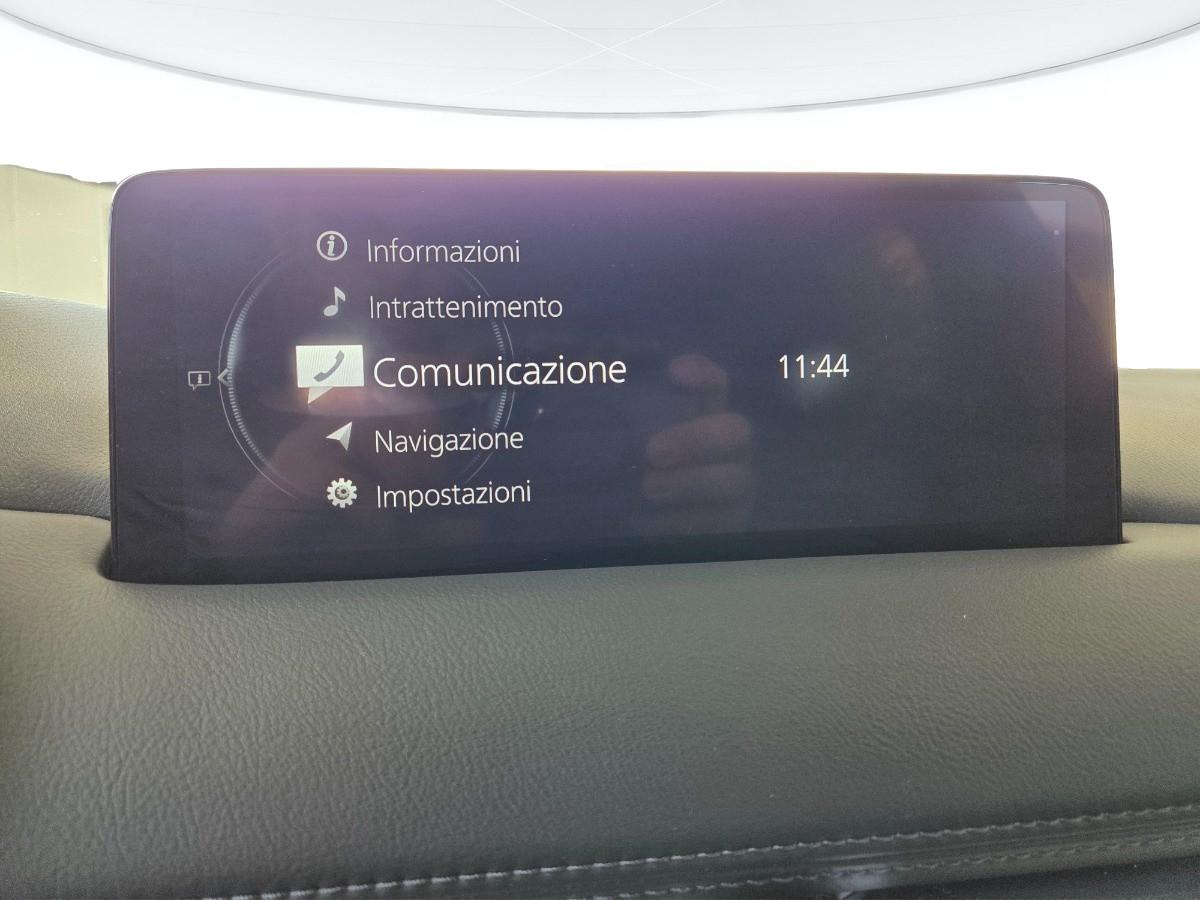 Informazioni
Intrattenimento
Comunicazione
11:44
Navigazione
Impostazioni